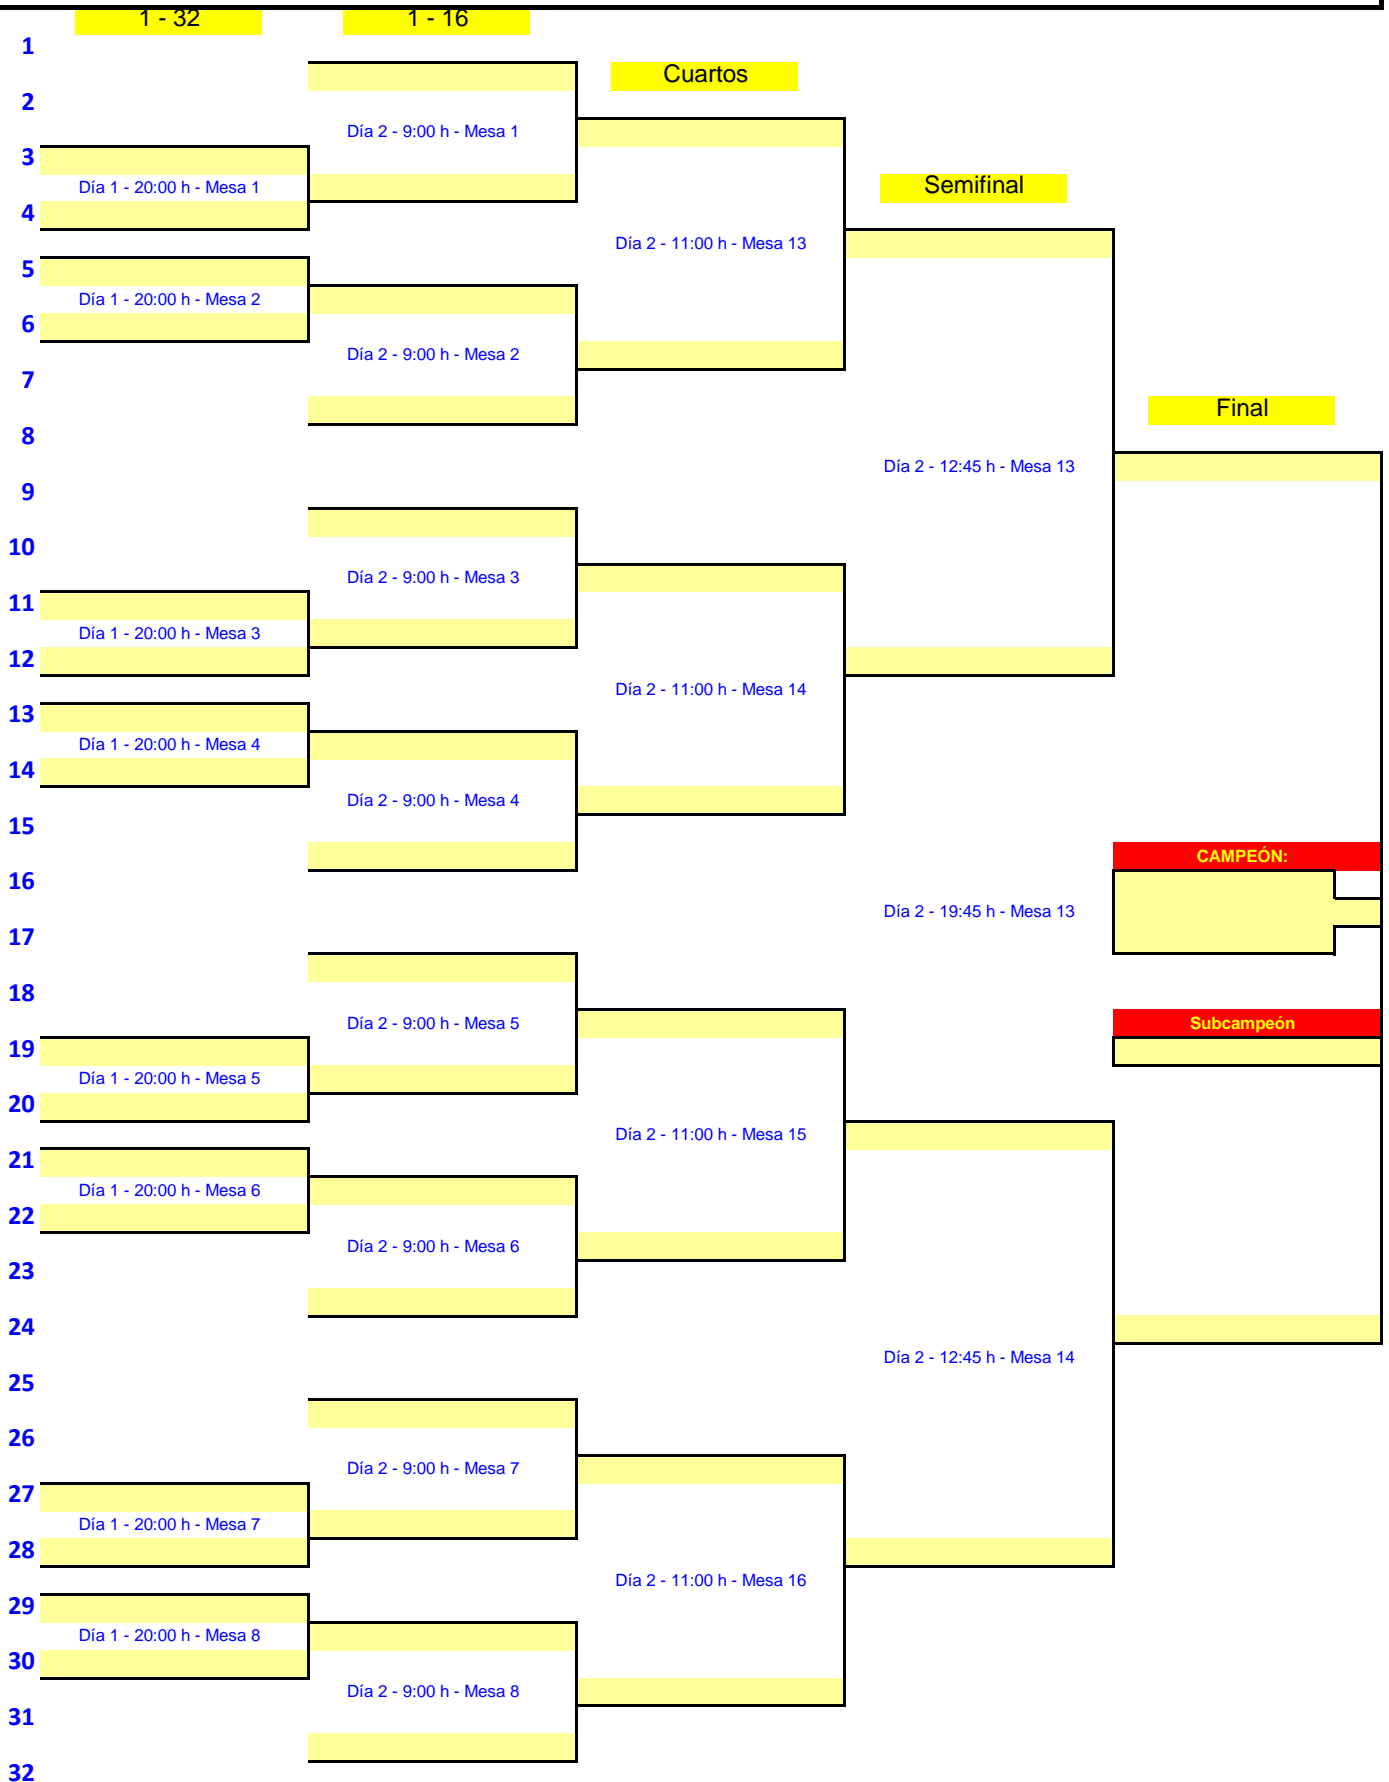 1 - 32 1 - 16
1
Cuartos
2
Día 2 - 9:00 h - Mesa 1
3
Semifinal
Día 1 - 20:00 h - Mesa 1
4
Día 2 - 11:00 h - Mesa 13
5
Día 1 - 20:00 h - Mesa 2
6
Día 2 - 9:00 h - Mesa 2
7
Final
8
Día 2 - 12:45 h - Mesa 13
9
10
Día 2 - 9:00 h - Mesa 3
11
Día 1 - 20:00 h - Mesa 3
12
Día 2 - 11:00 h - Mesa 14
13
Día 1 - 20:00 h - Mesa 4
14
Día 2 - 9:00 h - Mesa 4
15
CAMPEÓN:
16
Día 2 - 19:45 h - Mesa 13
17
18
Día 2 - 9:00 h - Mesa 5
Subcampeón
19
Día 1 - 20:00 h - Mesa 5
20
Día 2 - 11:00 h - Mesa 15
21
Día 1 - 20:00 h - Mesa 6
22
Día 2 - 9:00 h - Mesa 6
23
24
Día 2 - 12:45 h - Mesa 14
25
26
Día 2 - 9:00 h - Mesa 7
27
Día 1 - 20:00 h - Mesa 7
28
Día 2 - 11:00 h - Mesa 16
29
Día 1 - 20:00 h - Mesa 8
30
Día 2 - 9:00 h - Mesa 8
31
32